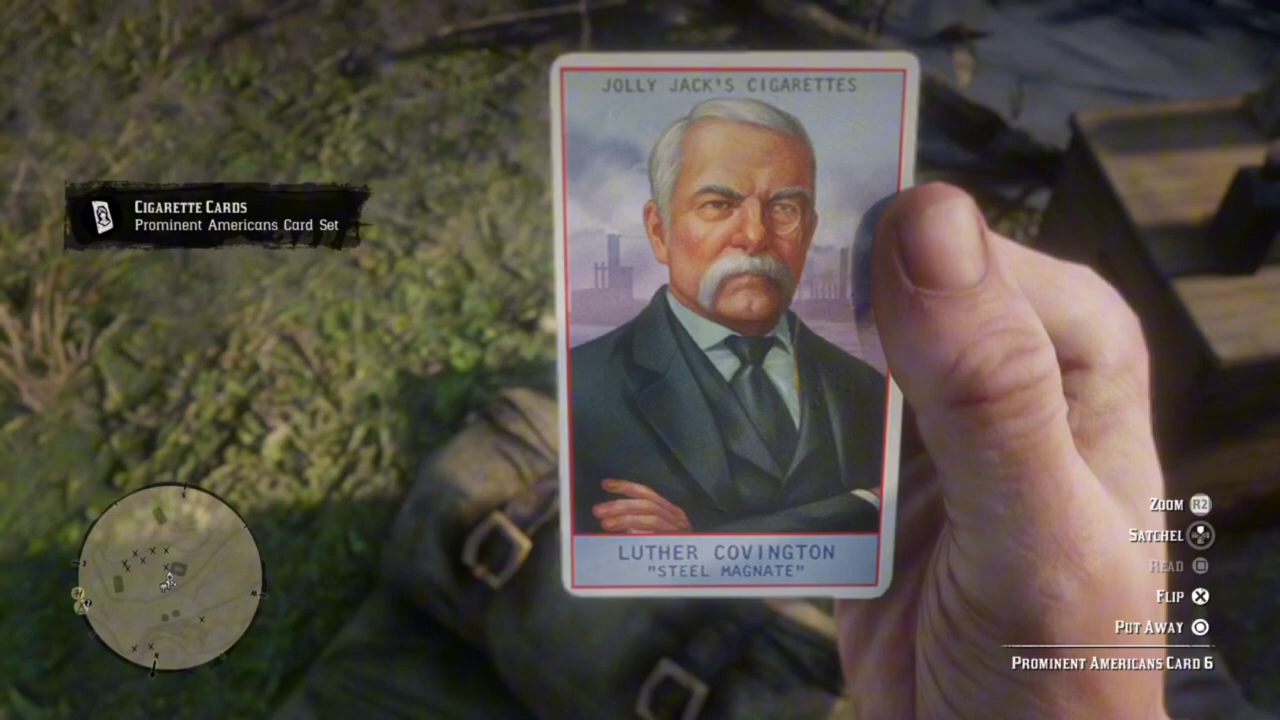 JOLLY JACK'S CIGARETTES
CIGARETTE CARDS
Prominent Americans Card Set
LUTHER COVINGTON
"STEEL MAGNATE"
ZOOM R2
SATCHEL
READ
FLIP
PUT AWAY
PROMINENT AMERICANS CARD 6